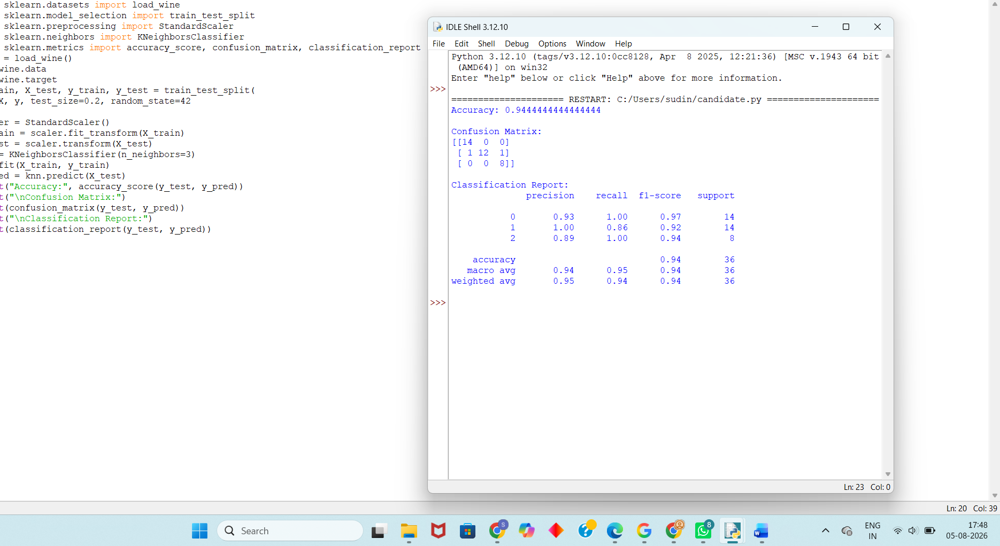 sklearn.datasets import load_wine
sklearn.model_selection import train_test_split
sklearn.preprocessing import StandardScaler
sklearn.neighbors import KNeighborsClassifier
sklearn.metrics import accuracy_score, confusion_matrix, classification_report
= load_wine()
wine.data
wine.target
ain, X_test, y_train, y_test = train_test_split(
X, y, test_size=0.2, random_state=42
er = StandardScaler()
ain = scaler.fit_transform(X_train)
st = scaler.transform(X_test)
= KNeighborsClassifier(n_neighbors=3)
fit(X_train, y_train)
ed = knn.predict(X_test)
t("Accuracy:", accuracy_score(y_test, y_pred))
t("\nConfusion Matrix:")
t(confusion_matrix(y_test, y_pred))
t("\nClassification Report:")
t(classification_report(y_test, y_pred))
IDLE Shell 3.12.10
File Edit Shell Debug Options Window Help
Python 3.12.10 (tags/v3.12.10:0cc8128, Apr  8 2025, 12:21:36) [MSC v.1943 64 bit
(AMD64)] on win32
Enter "help" below or click "Help" above for more information.
>>>
===================== RESTART: C:/Users/sudin/candidate.py =====================
Accuracy: 0.9444444444444444
Confusion Matrix:
[[14  0  0]
[ 1 12  1]
[ 0  0  8]]
Classification Report:
precision recall f1-score support
0 0.93 1.00 0.97 14
1 1.00 0.86 0.92 14
2 0.89 1.00 0.94 8
accuracy 0.94 36
macro avg 0.94 0.95 0.94 36
weighted avg 0.95 0.94 0.94 36
>>>
Ln: 23 Col: 0
Ln: 20 Col: 39
Search
S
8
W
ENG
IN
17:48
05-08-2026